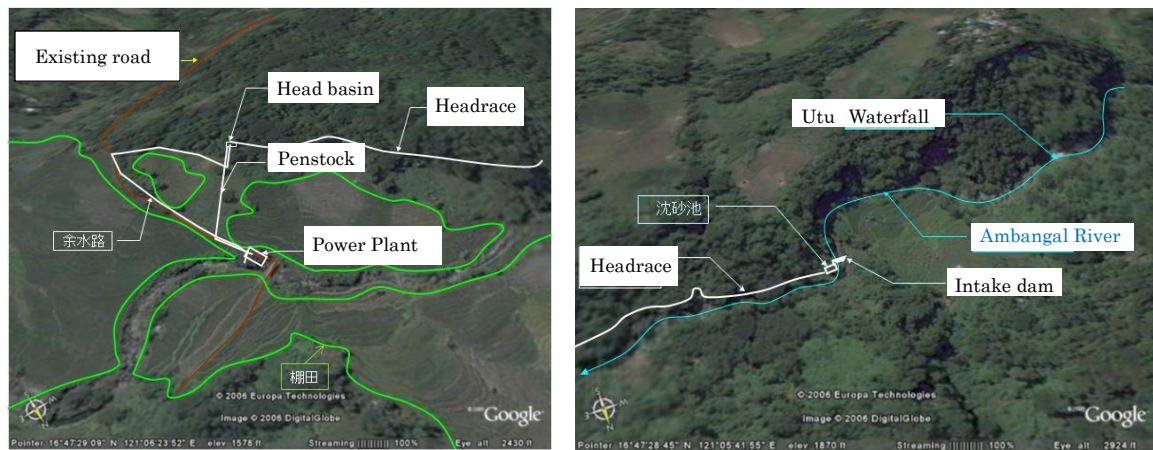 Existing road
Head basin
Headrace
Penstock
余水路
Power Plant
棚田
© 2006 Europa Technologies
Image © 2006 DigitalGlobe
Google
Pointer 16°47'29.09" N 121°06'23.52" E elev 1578 ft Streaming |||||||||| 100% Eye alt 2430 ft
Utu Waterfall
沈砂池
Ambangal River
Headrace
Intake dam
© 2006 Europa Technologies
Image © 2006 DigitalGlobe
Google
Pointer 16°47'28.45" N 121°05'41.55" E elev 1870 ft Streaming |||||||||| 100% Eye alt 2924 ft